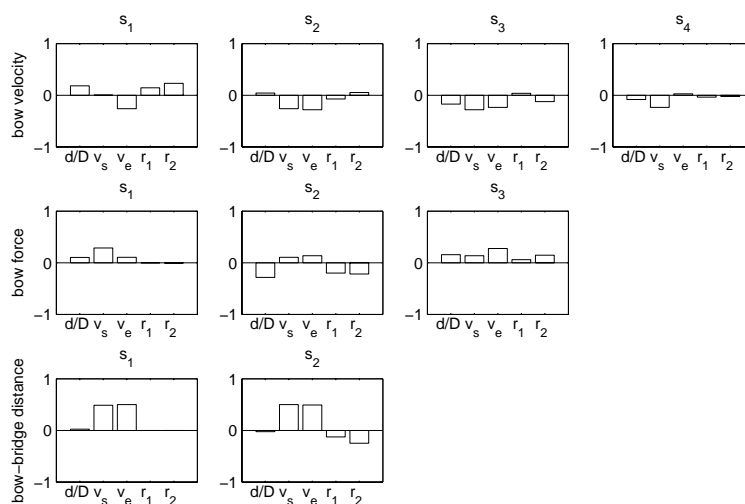 s₁ s₂ s₃ s₄
bow velocity
1 1 1 1
0 0 0 0
−1 −1 −1 −1
d/D vₛ vₑ r₁ r₂ d/D vₛ vₑ r₁ r₂ d/D vₛ vₑ r₁ r₂ d/D vₛ vₑ r₁ r₂
s₁ s₂ s₃
bow force
1 1 1
0 0 0
−1 −1 −1
d/D vₛ vₑ r₁ r₂ d/D vₛ vₑ r₁ r₂ d/D vₛ vₑ r₁ r₂
s₁ s₂
bow−bridge distance
1 1
0 0
−1 −1
d/D vₛ vₑ r₁ r₂ d/D vₛ vₑ r₁ r₂